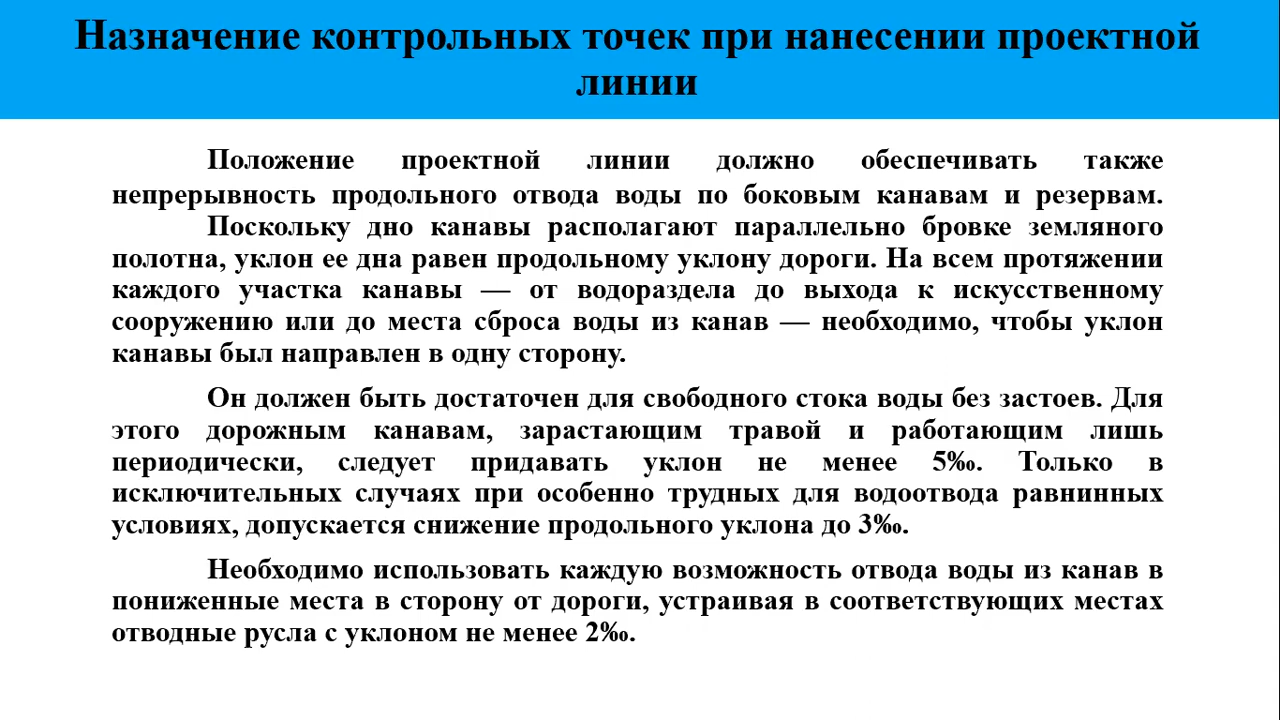 Назначение контрольных точек при нанесении проектной
линии
Положение проектной линии должно обеспечивать также
непрерывность продольного отвода воды по боковым канавам и резервам.
Поскольку дно канавы располагают параллельно бровке земляного
полотна, уклон ее дна равен продольному уклону дороги. На всем протяжении
каждого участка канавы — от водораздела до выхода к искусственному
сооружению или до места сброса воды из канав — необходимо, чтобы уклон
канавы был направлен в одну сторону.
Он должен быть достаточен для свободного стока воды без застоев. Для
этого дорожным канавам, зарастающим травой и работающим лишь
периодически, следует придавать уклон не менее 5‰. Только в
исключительных случаях при особенно трудных для водоотвода равнинных
условиях, допускается снижение продольного уклона до 3‰.
Необходимо использовать каждую возможность отвода воды из канав в
пониженные места в сторону от дороги, устраивая в соответствующих местах
отводные русла с уклоном не менее 2‰.